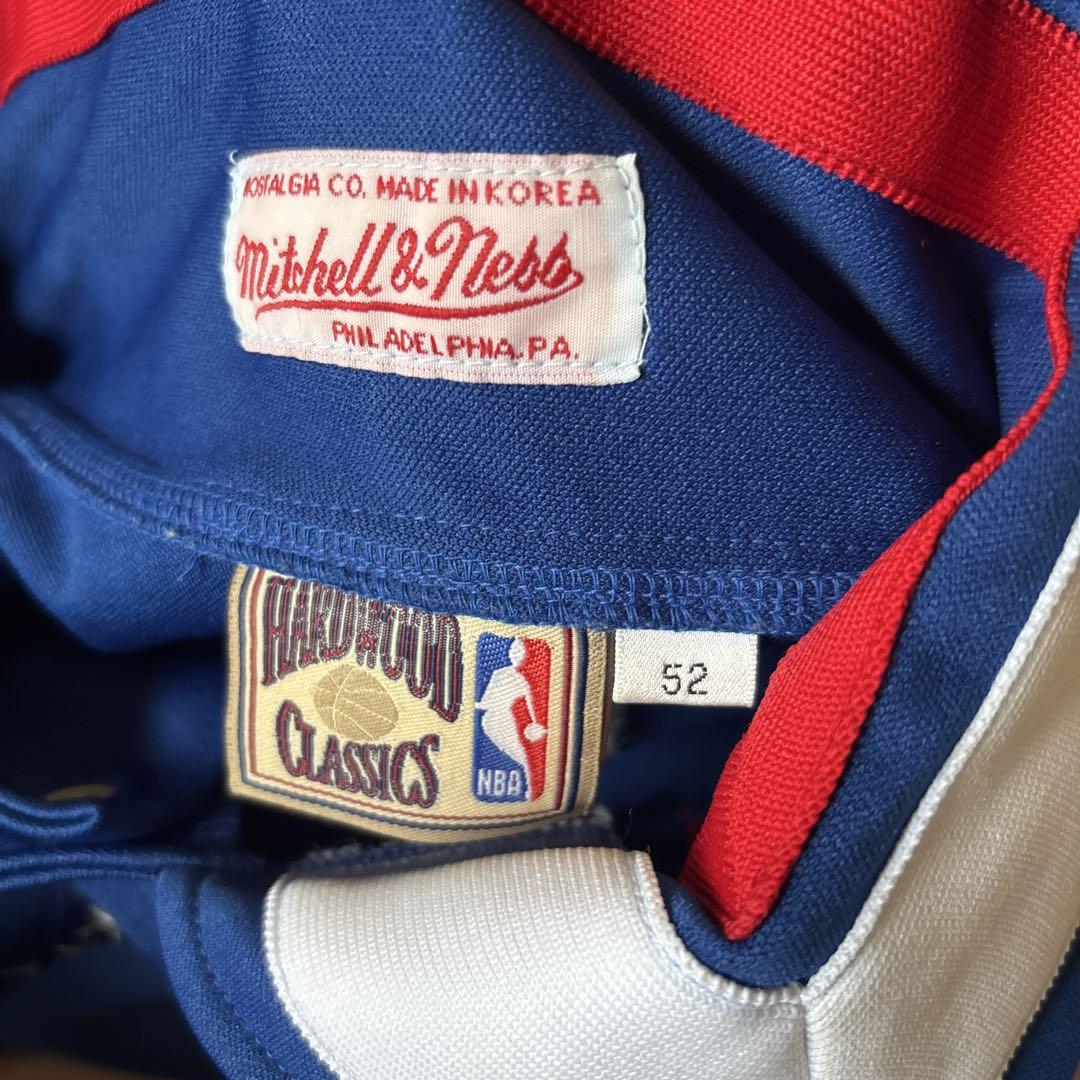 NOSTALGIA CO. MADE IN KOREA
Mitchell & Ness
PHILADELPHIA. PA.
HARDWOOD
CLASSICS
NBA
52